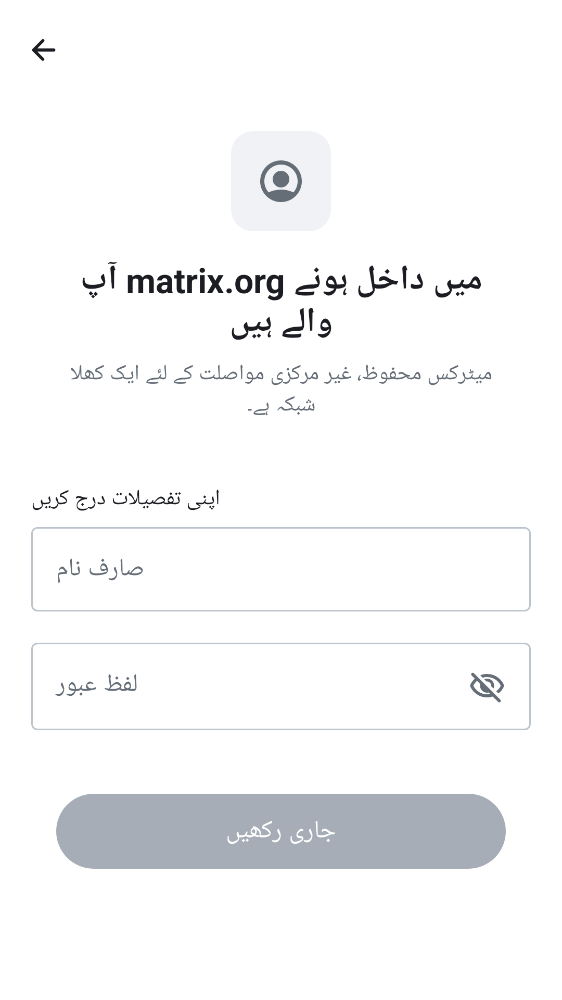 آپ matrix.org میں داخل ہونے
والے ہیں
میٹرکس محفوظ، غیر مرکزی مواصلت کے لئے ایک کھلا
شبکہ ہے۔
اپنی تفصیلات درج کریں
صارف نام
لفظ عبور
جاری رکھیں